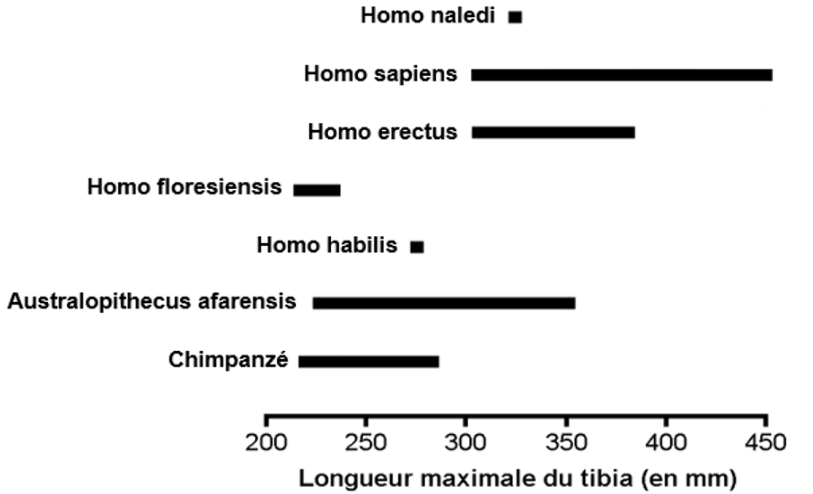 Homo naledi
Homo sapiens
Homo erectus
Homo floresiensis
Homo habilis
Australopithecus afarensis
Chimpanzé
200 250 300 350 400 450
Longueur maximale du tibia (en mm)